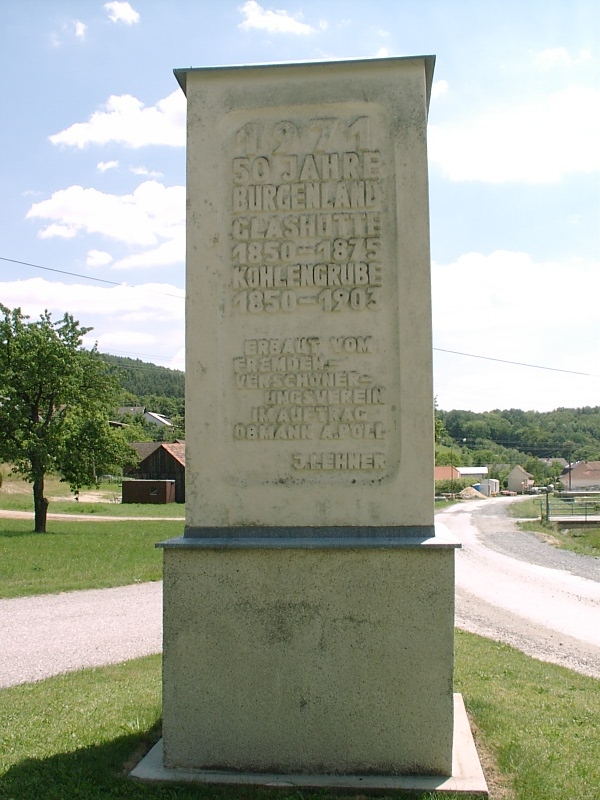 1971
50 JAHRE
BURGENLAND
GLASHÜTTE
1850-1875
KOHLENGRUBE
1850-1903
ERBAUT VOM
FREMDEN-
VERSCHÖNER-
UNGSVEREIN
IM AUFTRAG
OBMANN A. POLL
J. LEHNER